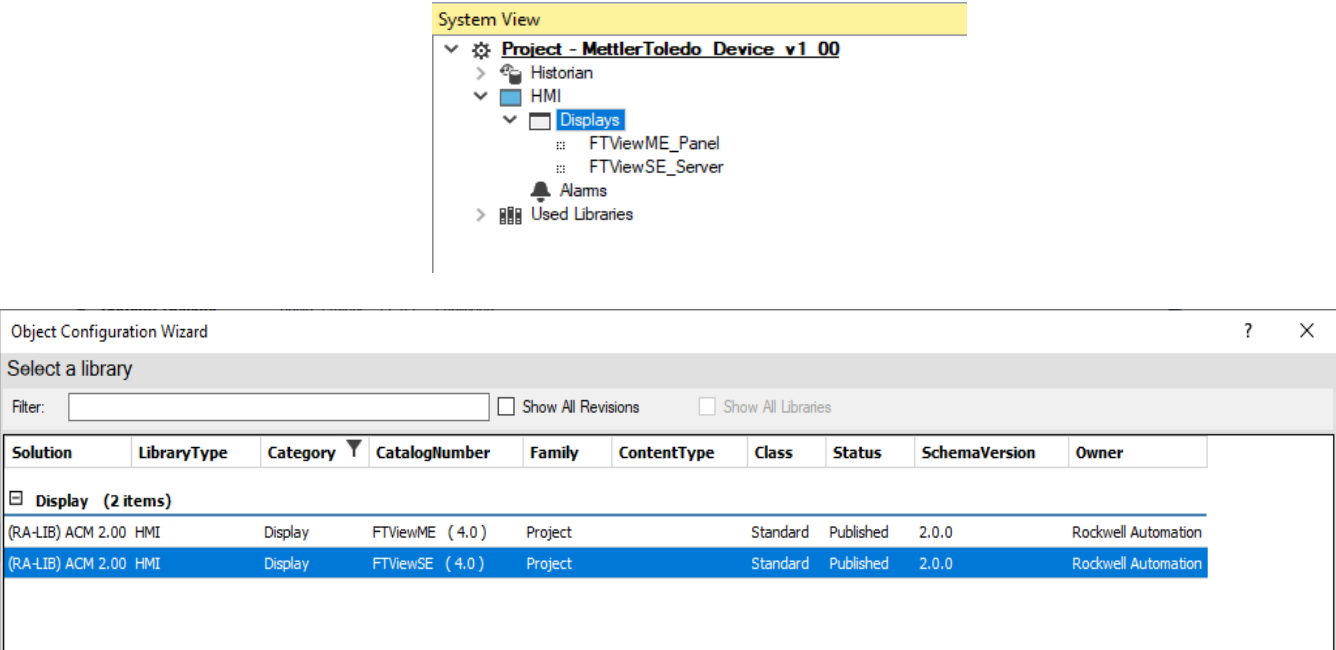 System View
Project - MettlerToledo_Device_v1_00
Historian
HMI
Displays
FTViewME_Panel
FTViewSE_Server
Alarms
Used Libraries
Object Configuration Wizard ? ×
Select a library
Filter: Show All Revisions Show All Libraries
Solution LibraryType Category CatalogNumber Family ContentType Class Status SchemaVersion Owner
Display (2 items)
(RA-LIB) ACM 2.00 HMI Display FTViewME ( 4.0 ) Project Standard Published 2.0.0 Rockwell Automation
(RA-LIB) ACM 2.00 HMI Display FTViewSE ( 4.0 ) Project Standard Published 2.0.0 Rockwell Automation